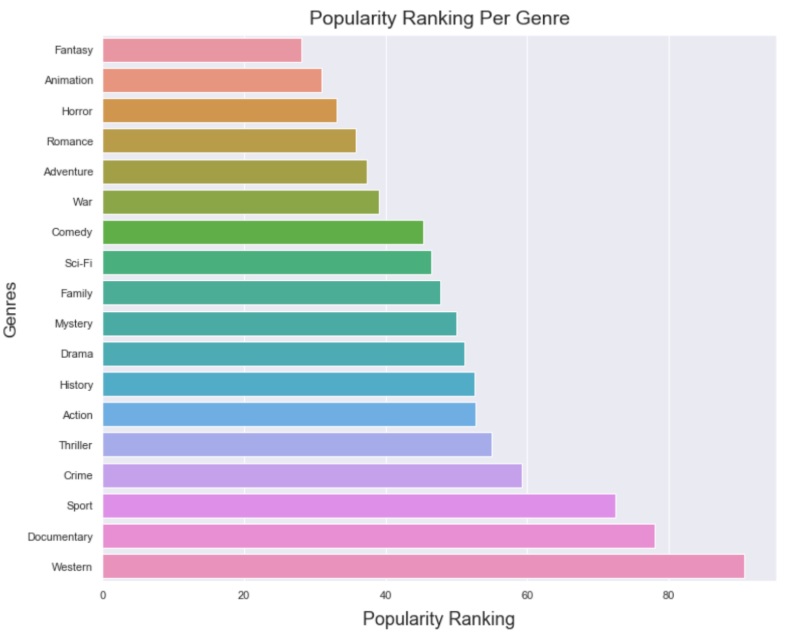 Popularity Ranking Per Genre
Genres
Fantasy
Animation
Horror
Romance
Adventure
War
Comedy
Sci-Fi
Family
Mystery
Drama
History
Action
Thriller
Crime
Sport
Documentary
Western
0 20 40 60 80
Popularity Ranking